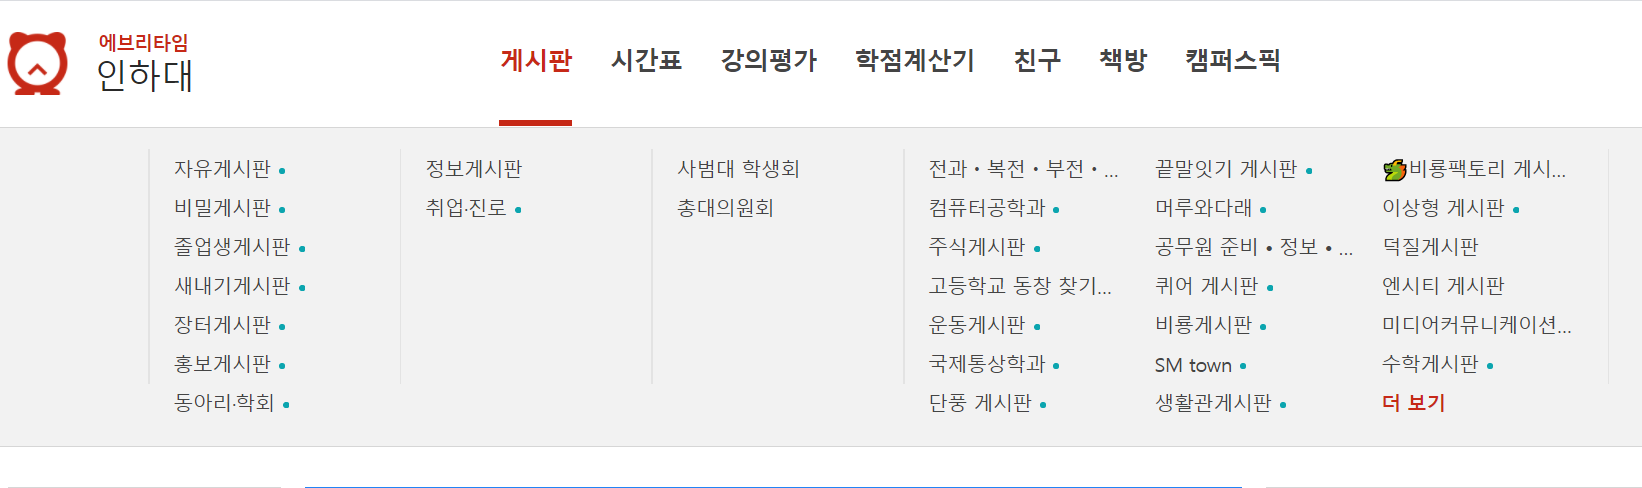 에브리타임
인하대
게시판 시간표 강의평가 학점계산기 친구 책방 캠퍼스픽
자유게시판
비밀게시판
졸업생게시판
새내기게시판
장터게시판
홍보게시판
동아리·학회
정보게시판
취업·진로
사범대 학생회
총대의원회
전과・복전・부전・...
컴퓨터공학과
주식게시판
고등학교 동창 찾기...
운동게시판
국제통상학과
단풍 게시판
끝말잇기 게시판
머루와다래
공무원 준비 • 정보 • ...
퀴어 게시판
비룡게시판
SM town
생활관게시판
비룡팩토리 게시...
이상형 게시판
덕질게시판
엔시티 게시판
미디어커뮤니케이션...
수학게시판
더 보기